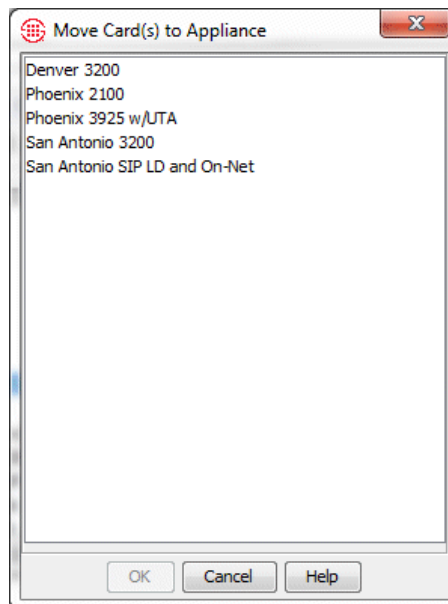 Move Card(s) to Appliance
Denver 3200
Phoenix 2100
Phoenix 3925 w/UTA
San Antonio 3200
San Antonio SIP LD and On-Net
OK
Cancel
Help